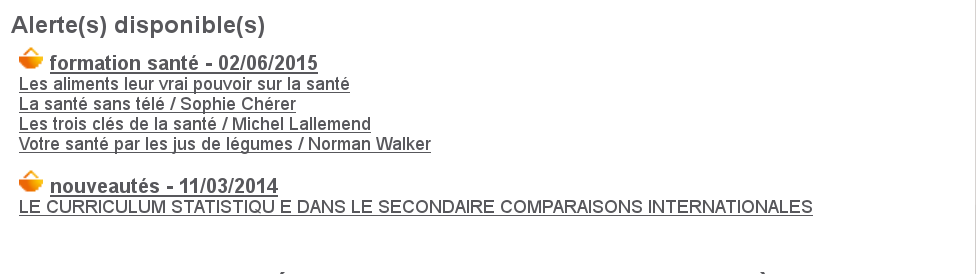 Alerte(s) disponible(s)
formation santé - 02/06/2015
Les aliments leur vrai pouvoir sur la santé
La santé sans télé / Sophie Chérer
Les trois clés de la santé / Michel Lallemend
Votre santé par les jus de légumes / Norman Walker
nouveautés - 11/03/2014
LE CURRICULUM STATISTIQU E DANS LE SECONDAIRE COMPARAISONS INTERNATIONALES